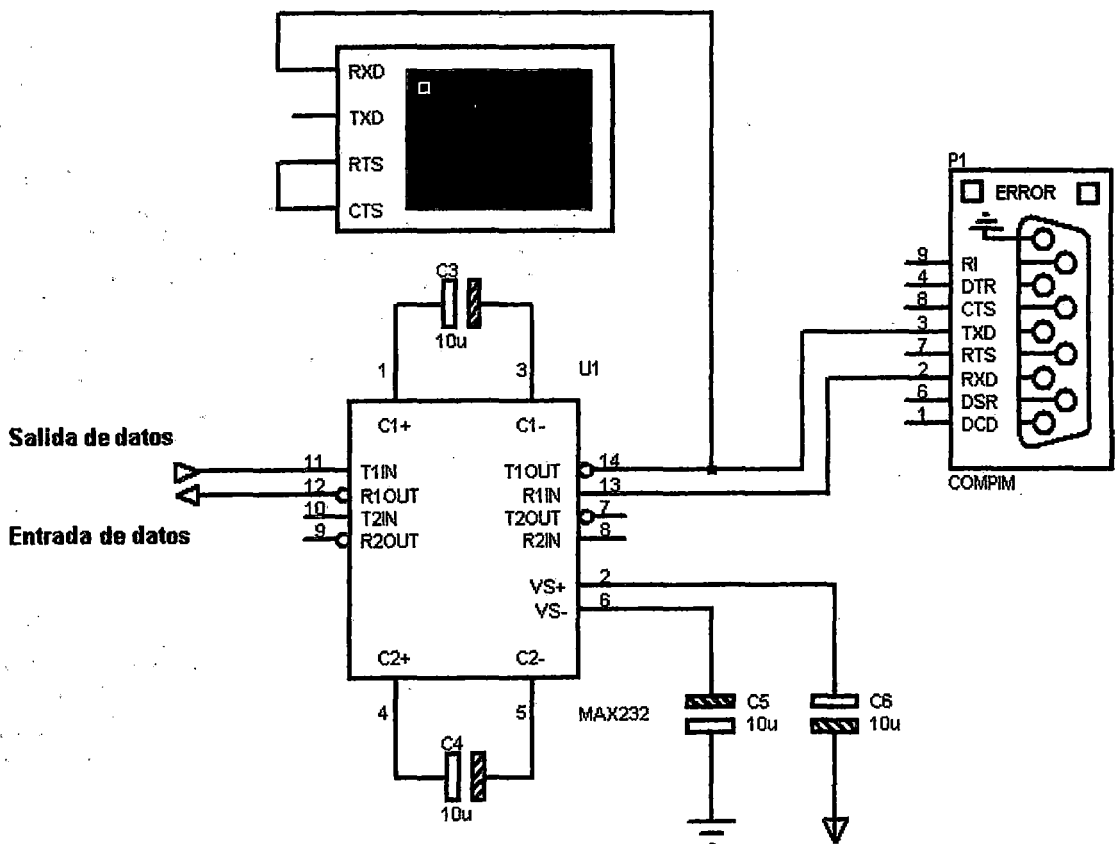 RXD
TXD
RTS
CTS
P1
ERROR
9 RI
4 DTR
8 CTS
3 TXD
7 RTS
2 RXD
6 DSR
1 DCD
COMPIM
C3
10u
1
3
U1
C1+
C1-
Salida de datos
11 T1IN
12 R1OUT
10 T2IN
9 R2OUT
Entrada de datos
T1OUT 14
R1IN 13
T2OUT 7
R2IN 8
VS+ 2
VS- 6
C2+
C2-
4
5
MAX232
C4
10u
C5
10u
C6
10u